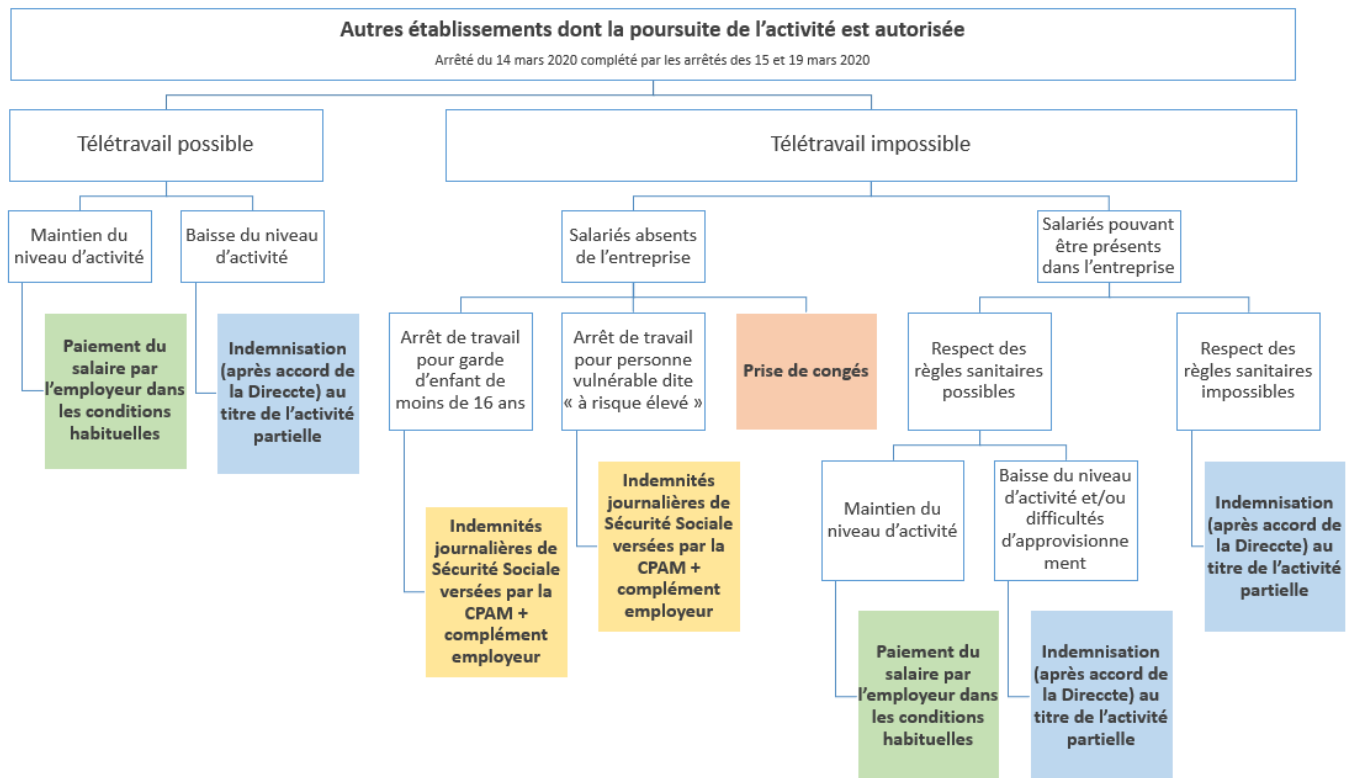 Autres établissements dont la poursuite de l'activité est autorisée
Arrêté du 14 mars 2020 complété par les arrêtés des 15 et 19 mars 2020
Télétravail possible
Télétravail impossible
Maintien du
niveau d'activité
Baisse du niveau
d'activité
Salariés absents
de l'entreprise
Salariés pouvant
être présents
dans l'entreprise
Paiement du
salaire par
l'employeur dans
les conditions
habituelles
Indemnisation
(après accord de
la Direccte) au
titre de l'activité
partielle
Arrêt de travail
pour garde
d'enfant de
moins de 16 ans
Arrêt de travail
pour personne
vulnérable dite
« à risque élevé »
Prise de congés
Respect des
règles sanitaires
possibles
Respect des
règles sanitaires
impossibles
Indemnités
journalières de
Sécurité Sociale
versées par la
CPAM +
complément
employeur
Indemnités
journalières de
Sécurité Sociale
versées par la
CPAM +
complément
employeur
Maintien du
niveau d'activité
Baisse du niveau
d'activité et/ou
difficultés
d'approvisionne
ment
Indemnisation
(après accord de
la Direccte) au
titre de l'activité
partielle
Paiement du
salaire par
l'employeur dans
les conditions
habituelles
Indemnisation
(après accord de
la Direccte) au
titre de l'activité
partielle